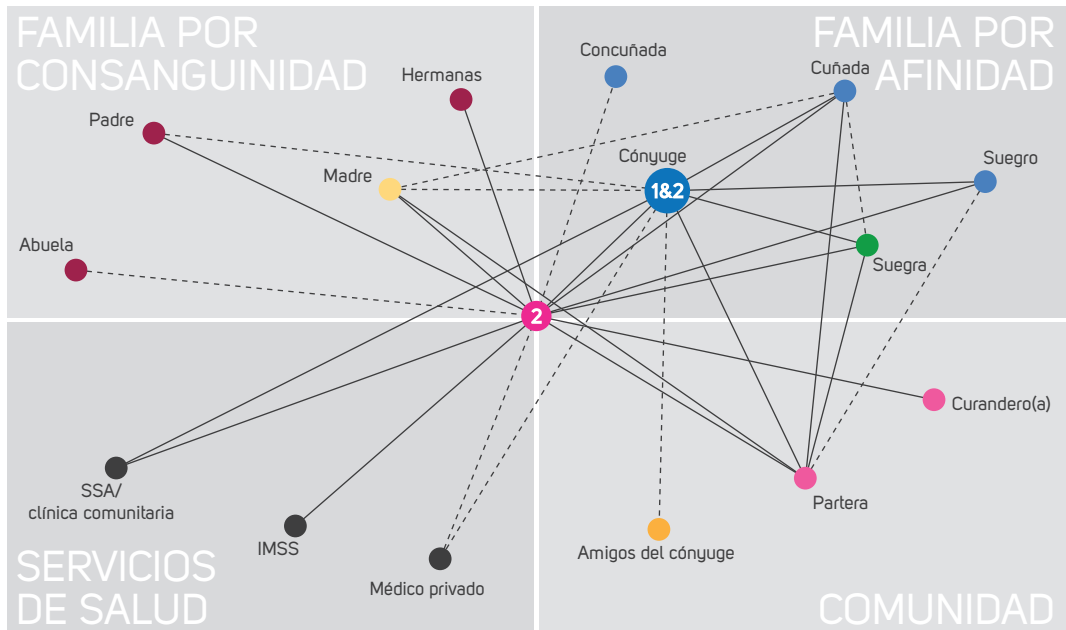 FAMILIA POR
CONSANGUINIDAD
FAMILIA POR
AFINIDAD
Concuñada
Cuñada
Hermanas
Padre
Madre
Cónyuge
1&2
Suegro
Abuela
Suegra
2
Curandero(a)
SSA/
clínica comunitaria
Partera
IMSS
Amigos del cónyuge
Médico privado
SERVICIOS
DE SALUD
COMUNIDAD